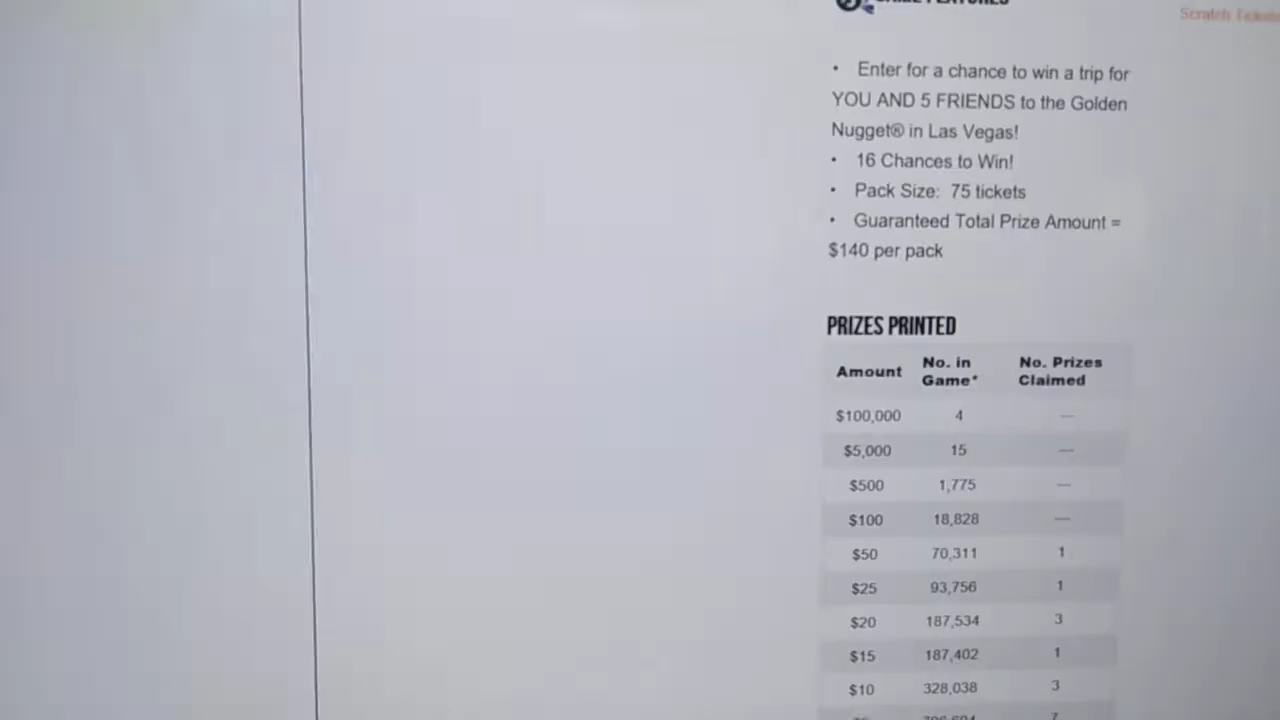 Scratch Tickets
• Enter for a chance to win a trip for
YOU AND 5 FRIENDS to the Golden
Nugget® in Las Vegas!
• 16 Chances to Win!
• Pack Size: 75 tickets
• Guaranteed Total Prize Amount =
$140 per pack
PRIZES PRINTED
Amount No. in Game* No. Prizes Claimed
$100,000 4 —
$5,000 15 —
$500 1,775 —
$100 18,828 —
$50 70,311 1
$25 93,756 1
$20 187,534 3
$15 187,402 1
$10 328,038 3
7